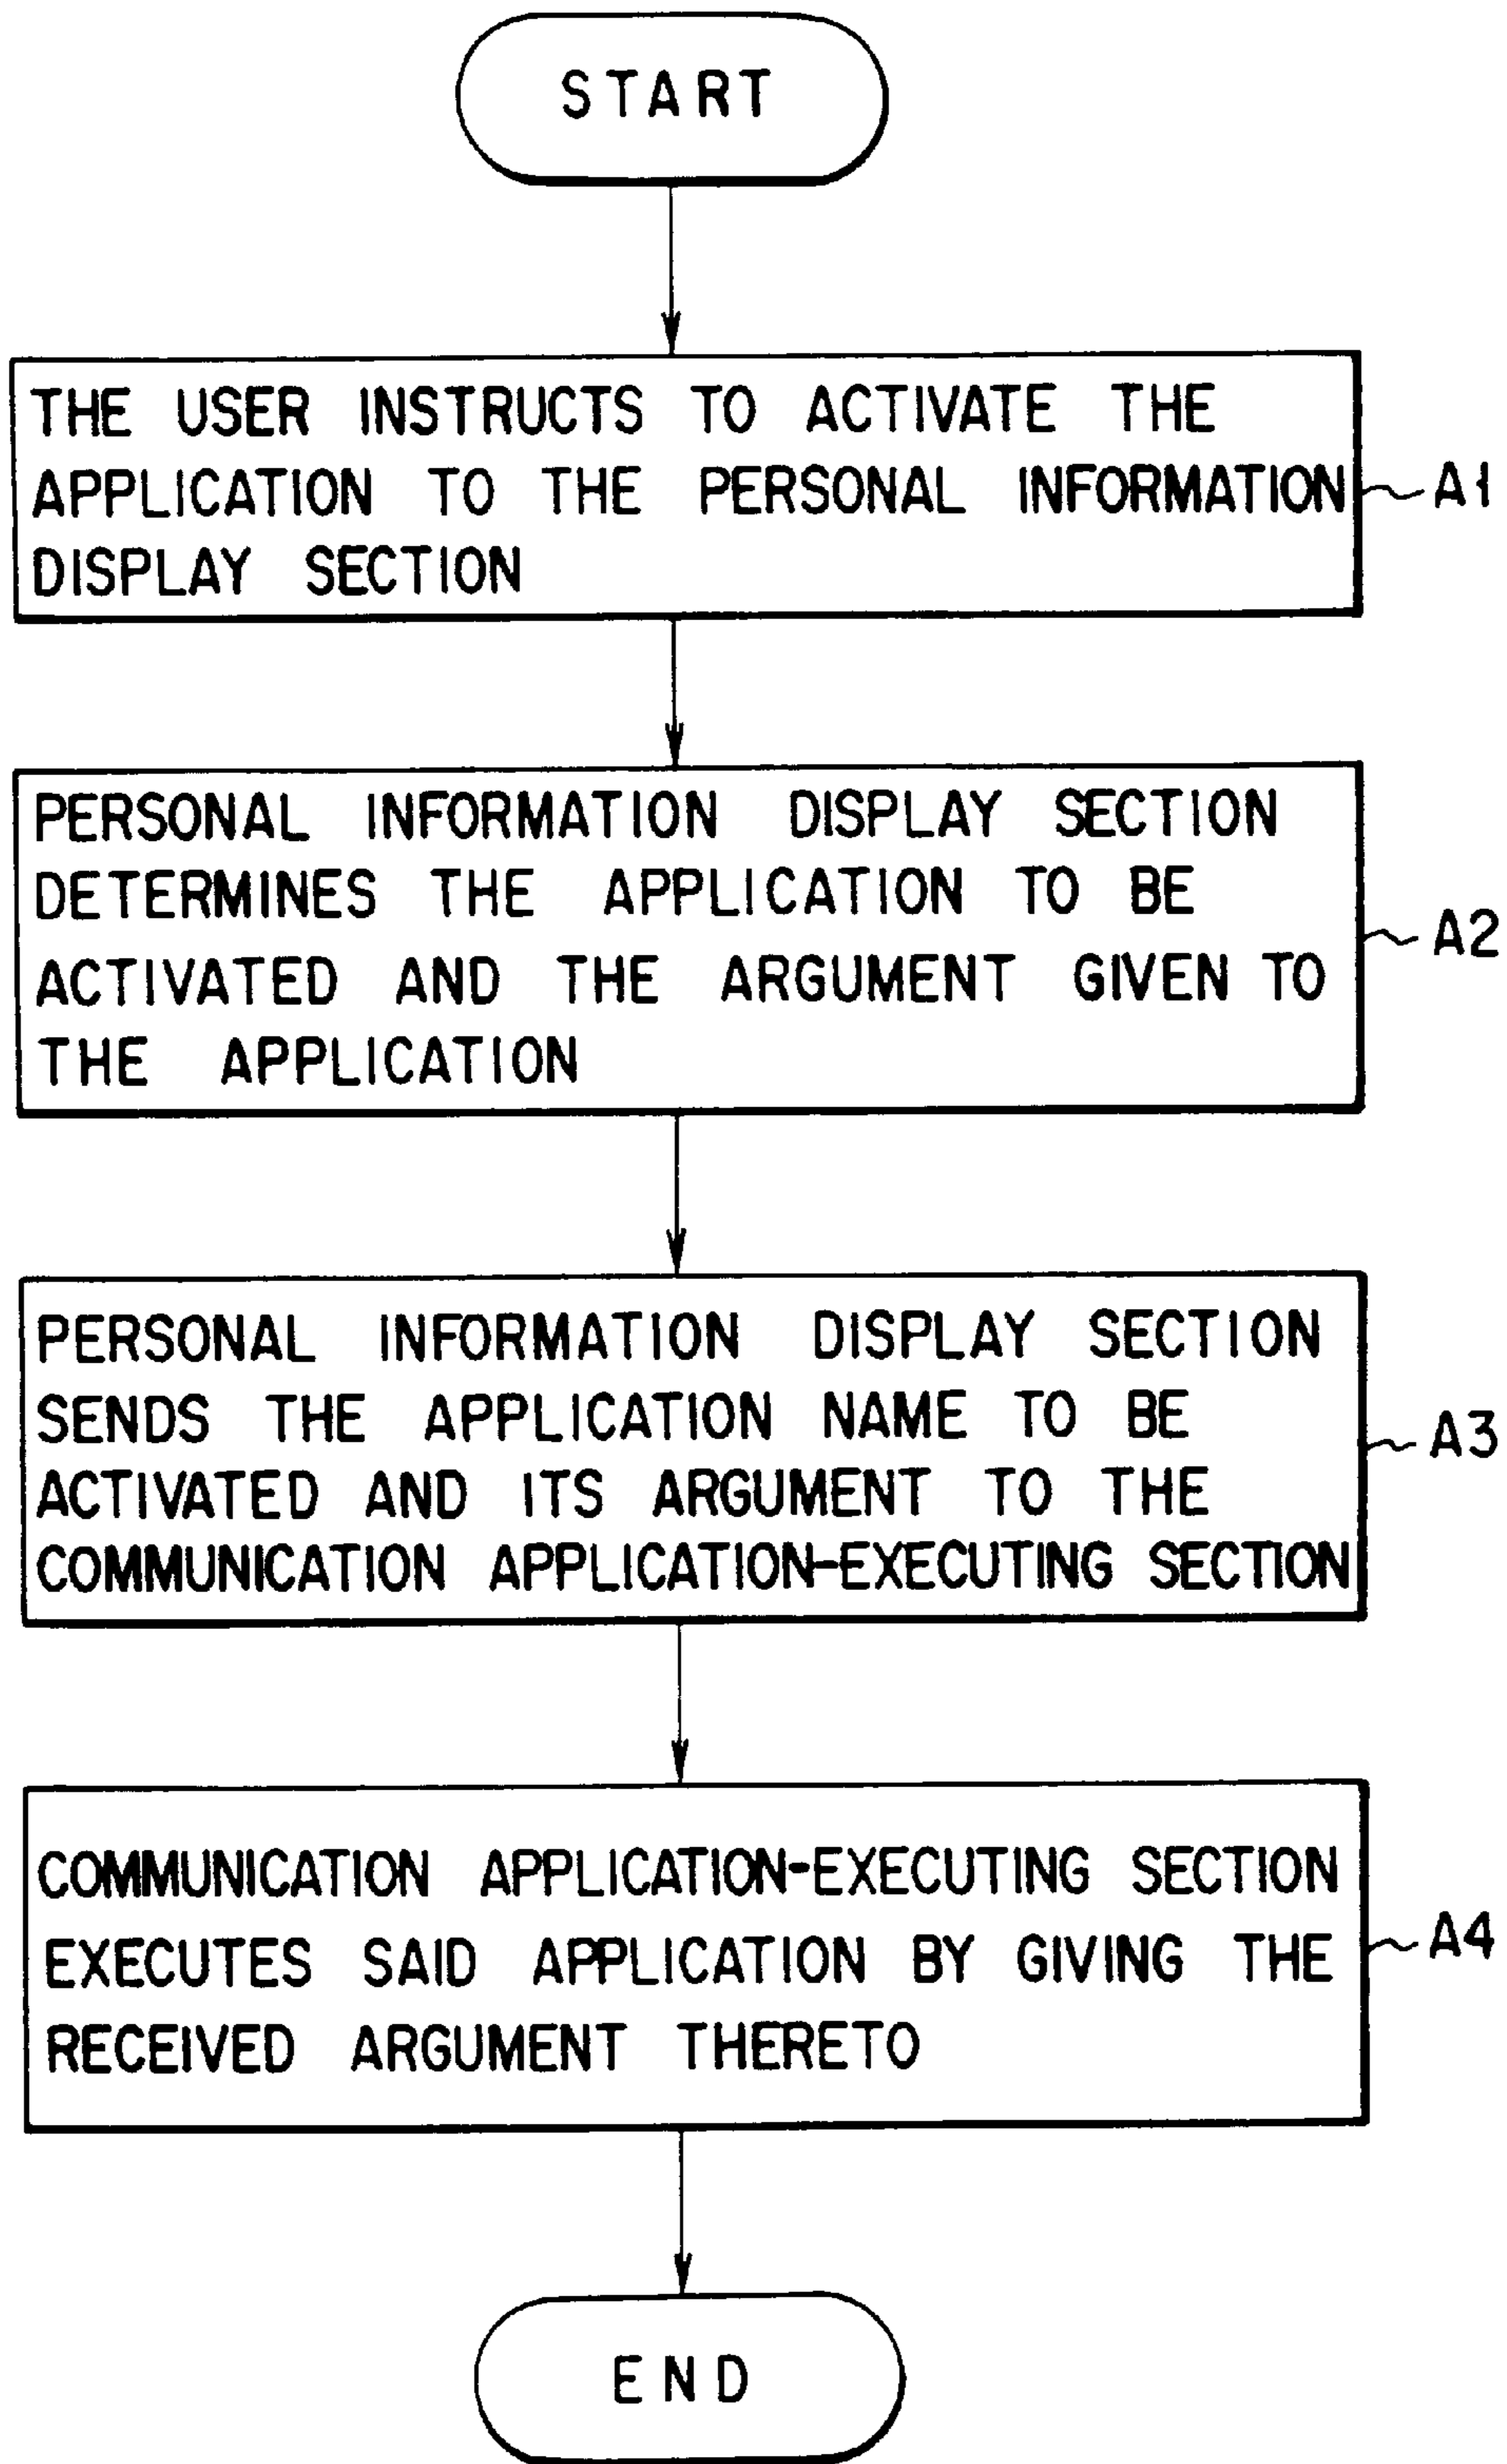 START
THE USER INSTRUCTS TO ACTIVATE THE
APPLICATION TO THE PERSONAL INFORMATION
DISPLAY SECTION
A1
PERSONAL INFORMATION DISPLAY SECTION
DETERMINES THE APPLICATION TO BE
ACTIVATED AND THE ARGUMENT GIVEN TO
THE APPLICATION
A2
PERSONAL INFORMATION DISPLAY SECTION
SENDS THE APPLICATION NAME TO BE
ACTIVATED AND ITS ARGUMENT TO THE
COMMUNICATION APPLICATION-EXECUTING SECTION
A3
COMMUNICATION APPLICATION-EXECUTING SECTION
EXECUTES SAID APPLICATION BY GIVING THE
RECEIVED ARGUMENT THERETO
A4
END